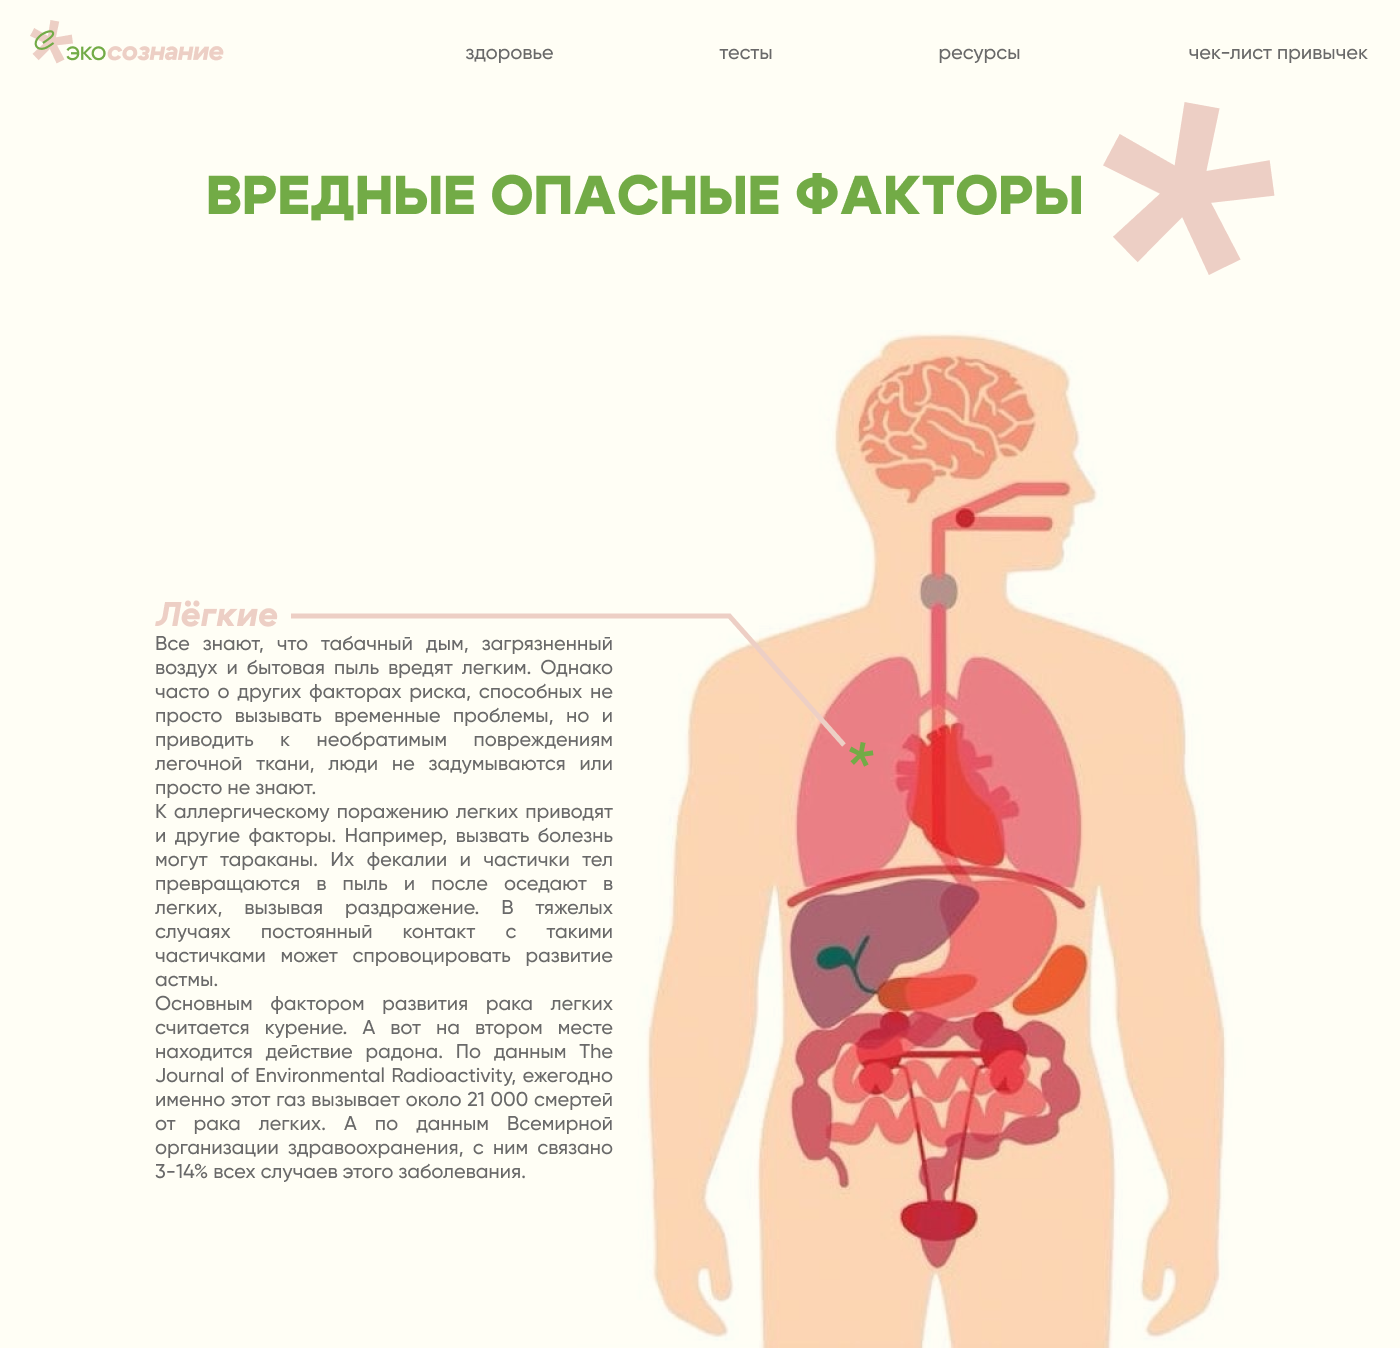 экосознание
здоровье
тесты
ресурсы
чек-лист привычек
ВРЕДНЫЕ ОПАСНЫЕ ФАКТОРЫ
Лёгкие
Все знают, что табачный дым, загрязненный
воздух и бытовая пыль вредят легким. Однако
часто о других факторах риска, способных не
просто вызывать временные проблемы, но и
приводить к необратимым повреждениям
легочной ткани, люди не задумываются или
просто не знают.
К аллергическому поражению легких приводят
и другие факторы. Например, вызвать болезнь
могут тараканы. Их фекалии и частички тел
превращаются в пыль и после оседают в
легких, вызывая раздражение. В тяжелых
случаях постоянный контакт с такими
частичками может спровоцировать развитие
астмы.
Основным фактором развития рака легких
считается курение. А вот на втором месте
находится действие радона. По данным The
Journal of Environmental Radioactivity, ежегодно
именно этот газ вызывает около 21 000 смертей
от рака легких. А по данным Всемирной
организации здравоохранения, с ним связано
3-14% всех случаев этого заболевания.